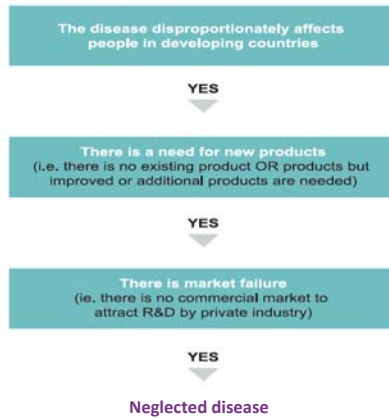 The disease disproportionately affects
people in developing countries
YES
There is a need for new products
(i.e. there is no existing product OR products but
improved or additional products are needed)
YES
There is market failure
(ie. there is no commercial market to
attract R&D by private industry)
YES
Neglected disease